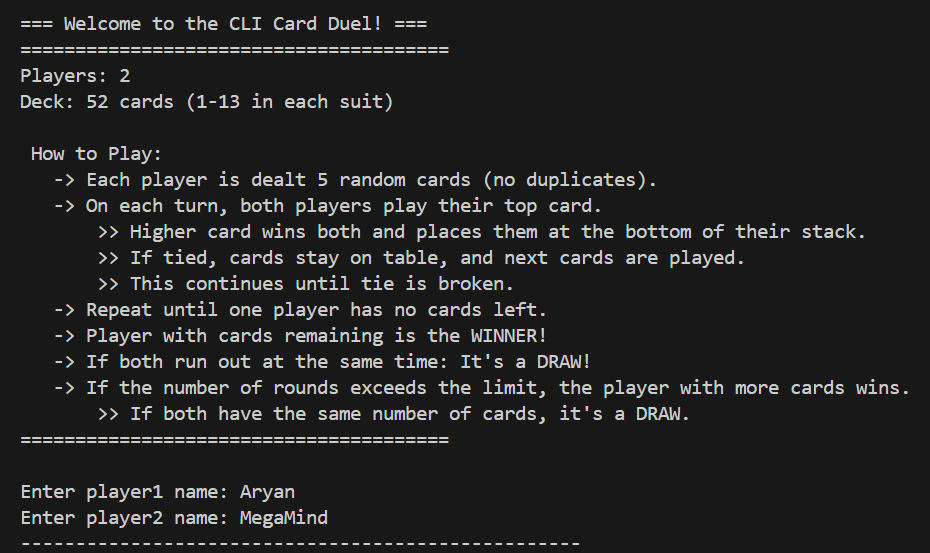 === Welcome to the CLI Card Duel! ===
=======================================
Players: 2
Deck: 52 cards (1-13 in each suit)
How to Play:
-> Each player is dealt 5 random cards (no duplicates).
-> On each turn, both players play their top card.
>> Higher card wins both and places them at the bottom of their stack.
>> If tied, cards stay on table, and next cards are played.
>> This continues until tie is broken.
-> Repeat until one player has no cards left.
-> Player with cards remaining is the WINNER!
-> If both run out at the same time: It's a DRAW!
-> If the number of rounds exceeds the limit, the player with more cards wins.
>> If both have the same number of cards, it's a DRAW.
=======================================
Enter player1 name: Aryan
Enter player2 name: MegaMind
---------------------------------------------------